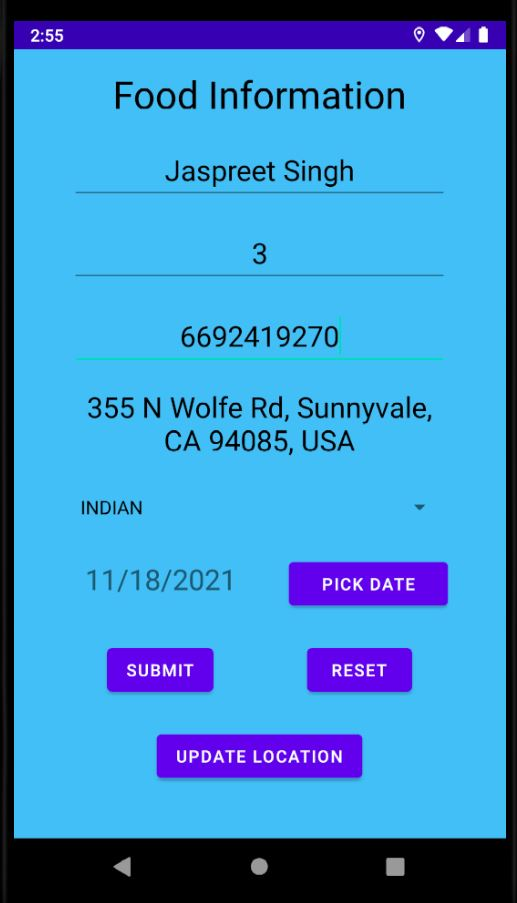 2:55
Food Information
Jaspreet Singh
3
6692419270
355 N Wolfe Rd, Sunnyvale,
CA 94085, USA
INDIAN
11/18/2021 PICK DATE
SUBMIT RESET
UPDATE LOCATION